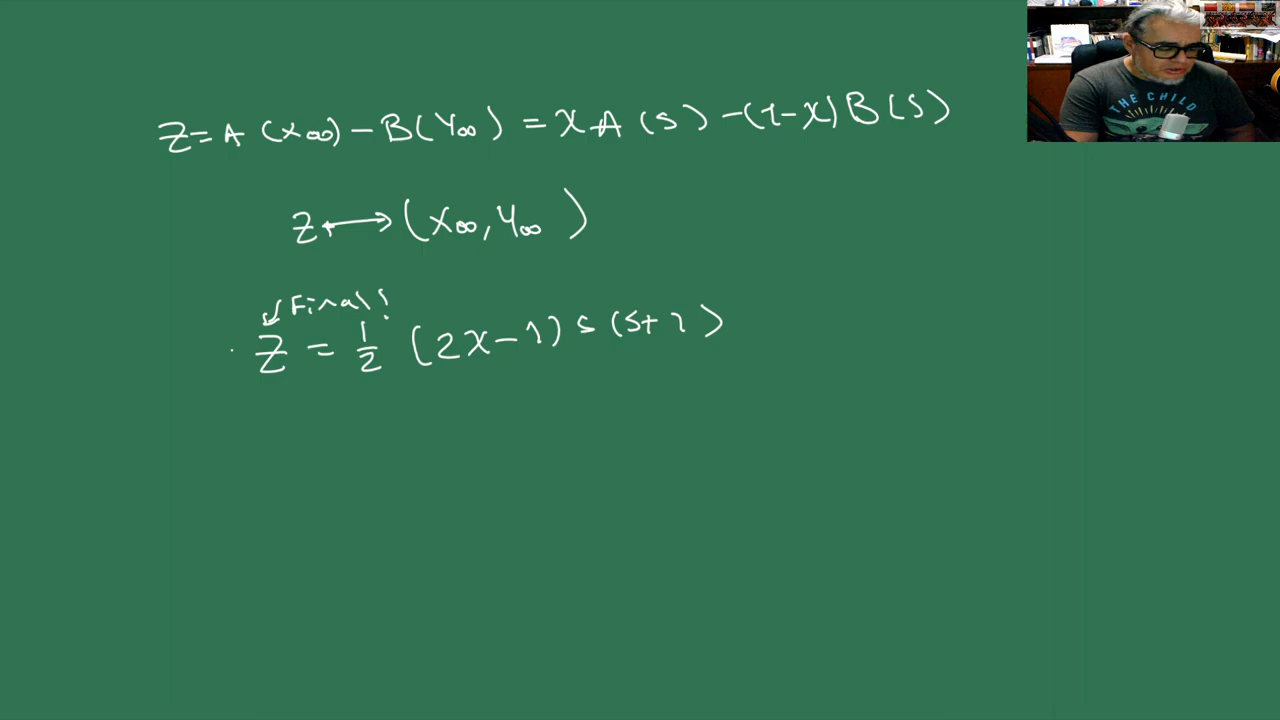 Z = A (x∞) - B(Y∞) = x A (s) - (1-x) B(s)
Z ↔ (x∞, Y∞)
Final!
Z = 1/2 (2x-1) s (s+1)
THE CHILD